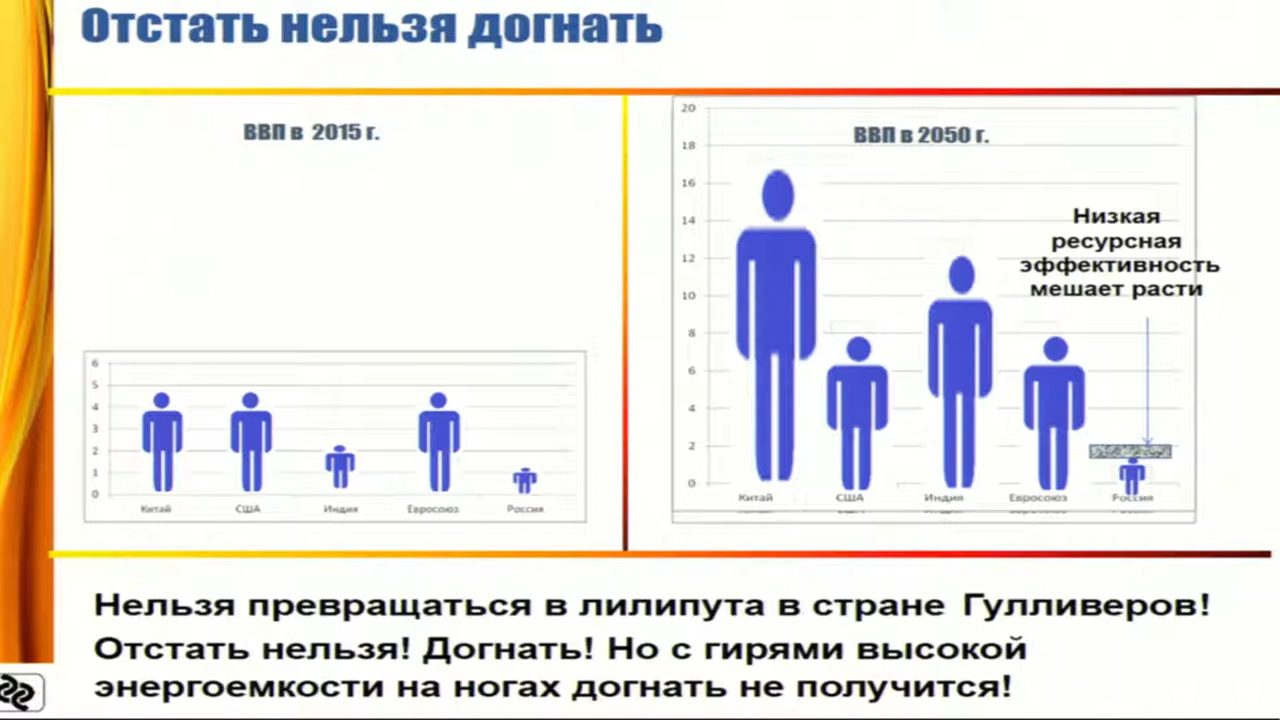 Отстать нельзя догнать
ВВП в 2015 г.
6
5
4
3
2
1
0
Китай
США
Индия
Евросоюз
Россия
ВВП в 2050 г.
20
18
16
14
12
10
8
6
4
2
0
Низкая
ресурсная
эффективность
мешает расти
Китай
США
Индия
Евросоюз
Россия
Нельзя превращаться в лилипута в стране Гулливеров!
Отстать нельзя! Догнать! Но с гирями высокой
энергоемкости на ногах догнать не получится!